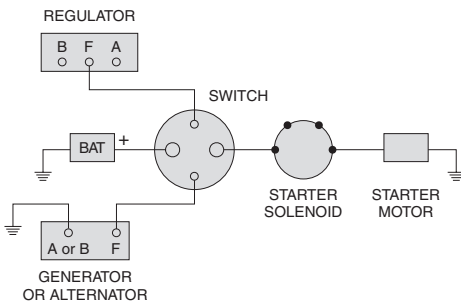 REGULATOR
B F A
SWITCH
BAT +
STARTER
SOLENOID
STARTER
MOTOR
A or B F
GENERATOR
OR ALTERNATOR